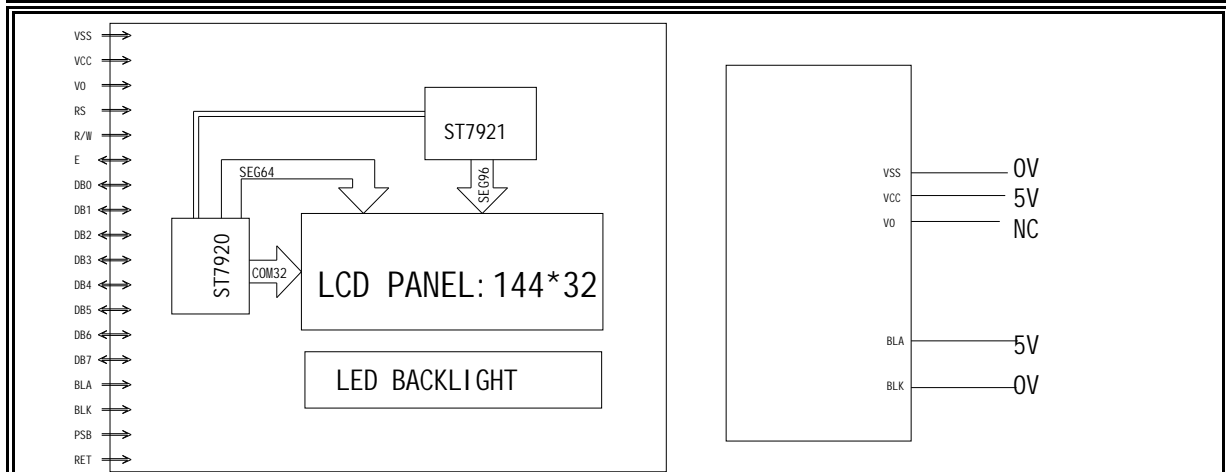 VSS
VCC
VO
RS
R/W
E
DB0
DB1
DB2
DB3
DB4
DB5
DB6
DB7
BLA
BLK
PSB
RET
ST7921
SEG64
SEG96
ST7920
COM32
LCD PANEL:144*32
LED BACKLIGHT
VSS 0V
VCC 5V
VO NC
BLA 5V
BLK 0V